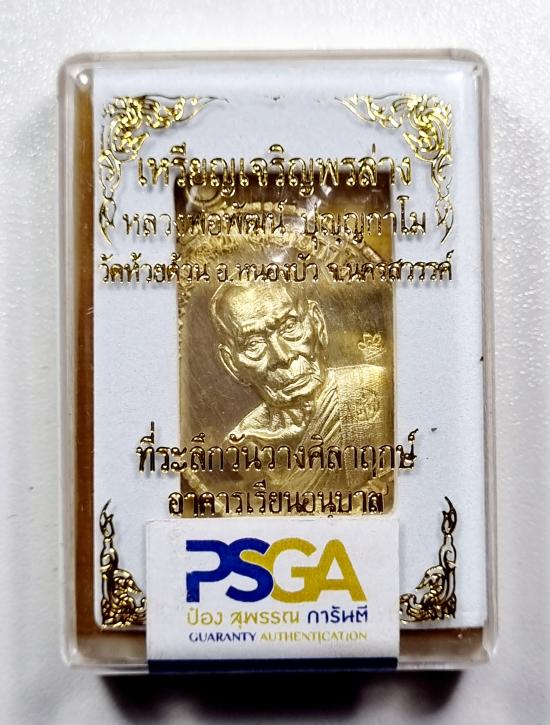 เหรียญเจริญพรล่าง
หลวงพ่อพัฒน์ ปุญญกาโม
วัดห้วยด้วน อ.หนองบัว จ.นครสวรรค์
ที่ระลึกวันวางศิลาฤกษ์
อาคารเรียนอนุบาล
PSGA
ป๋อง สุพรรณ การันตี
GUARANTY AUTHENTICATION